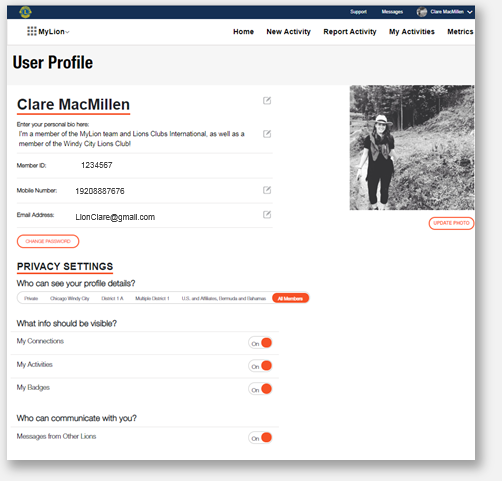 Support Messages Clare MacMillen
MyLion Home New Activity Report Activity My Activities Metrics
User Profile
Clare MacMillen
Enter your personal bio here:
I'm a member of the MyLion team and Lions Clubs International, as well as a
member of the Windy City Lions Club!
Member ID: 1234567
Mobile Number: 19208887676
Email Address: LionClare@gmail.com
CHANGE PASSWORD
UPDATE PHOTO
PRIVACY SETTINGS
Who can see your profile details?
Private Chicago Windy City District 1 A Multiple District 1 U.S. and Affiliates, Bermuda and Bahamas All Members
What info should be visible?
My Connections On
My Activities On
My Badges On
Who can communicate with you?
Messages from Other Lions On